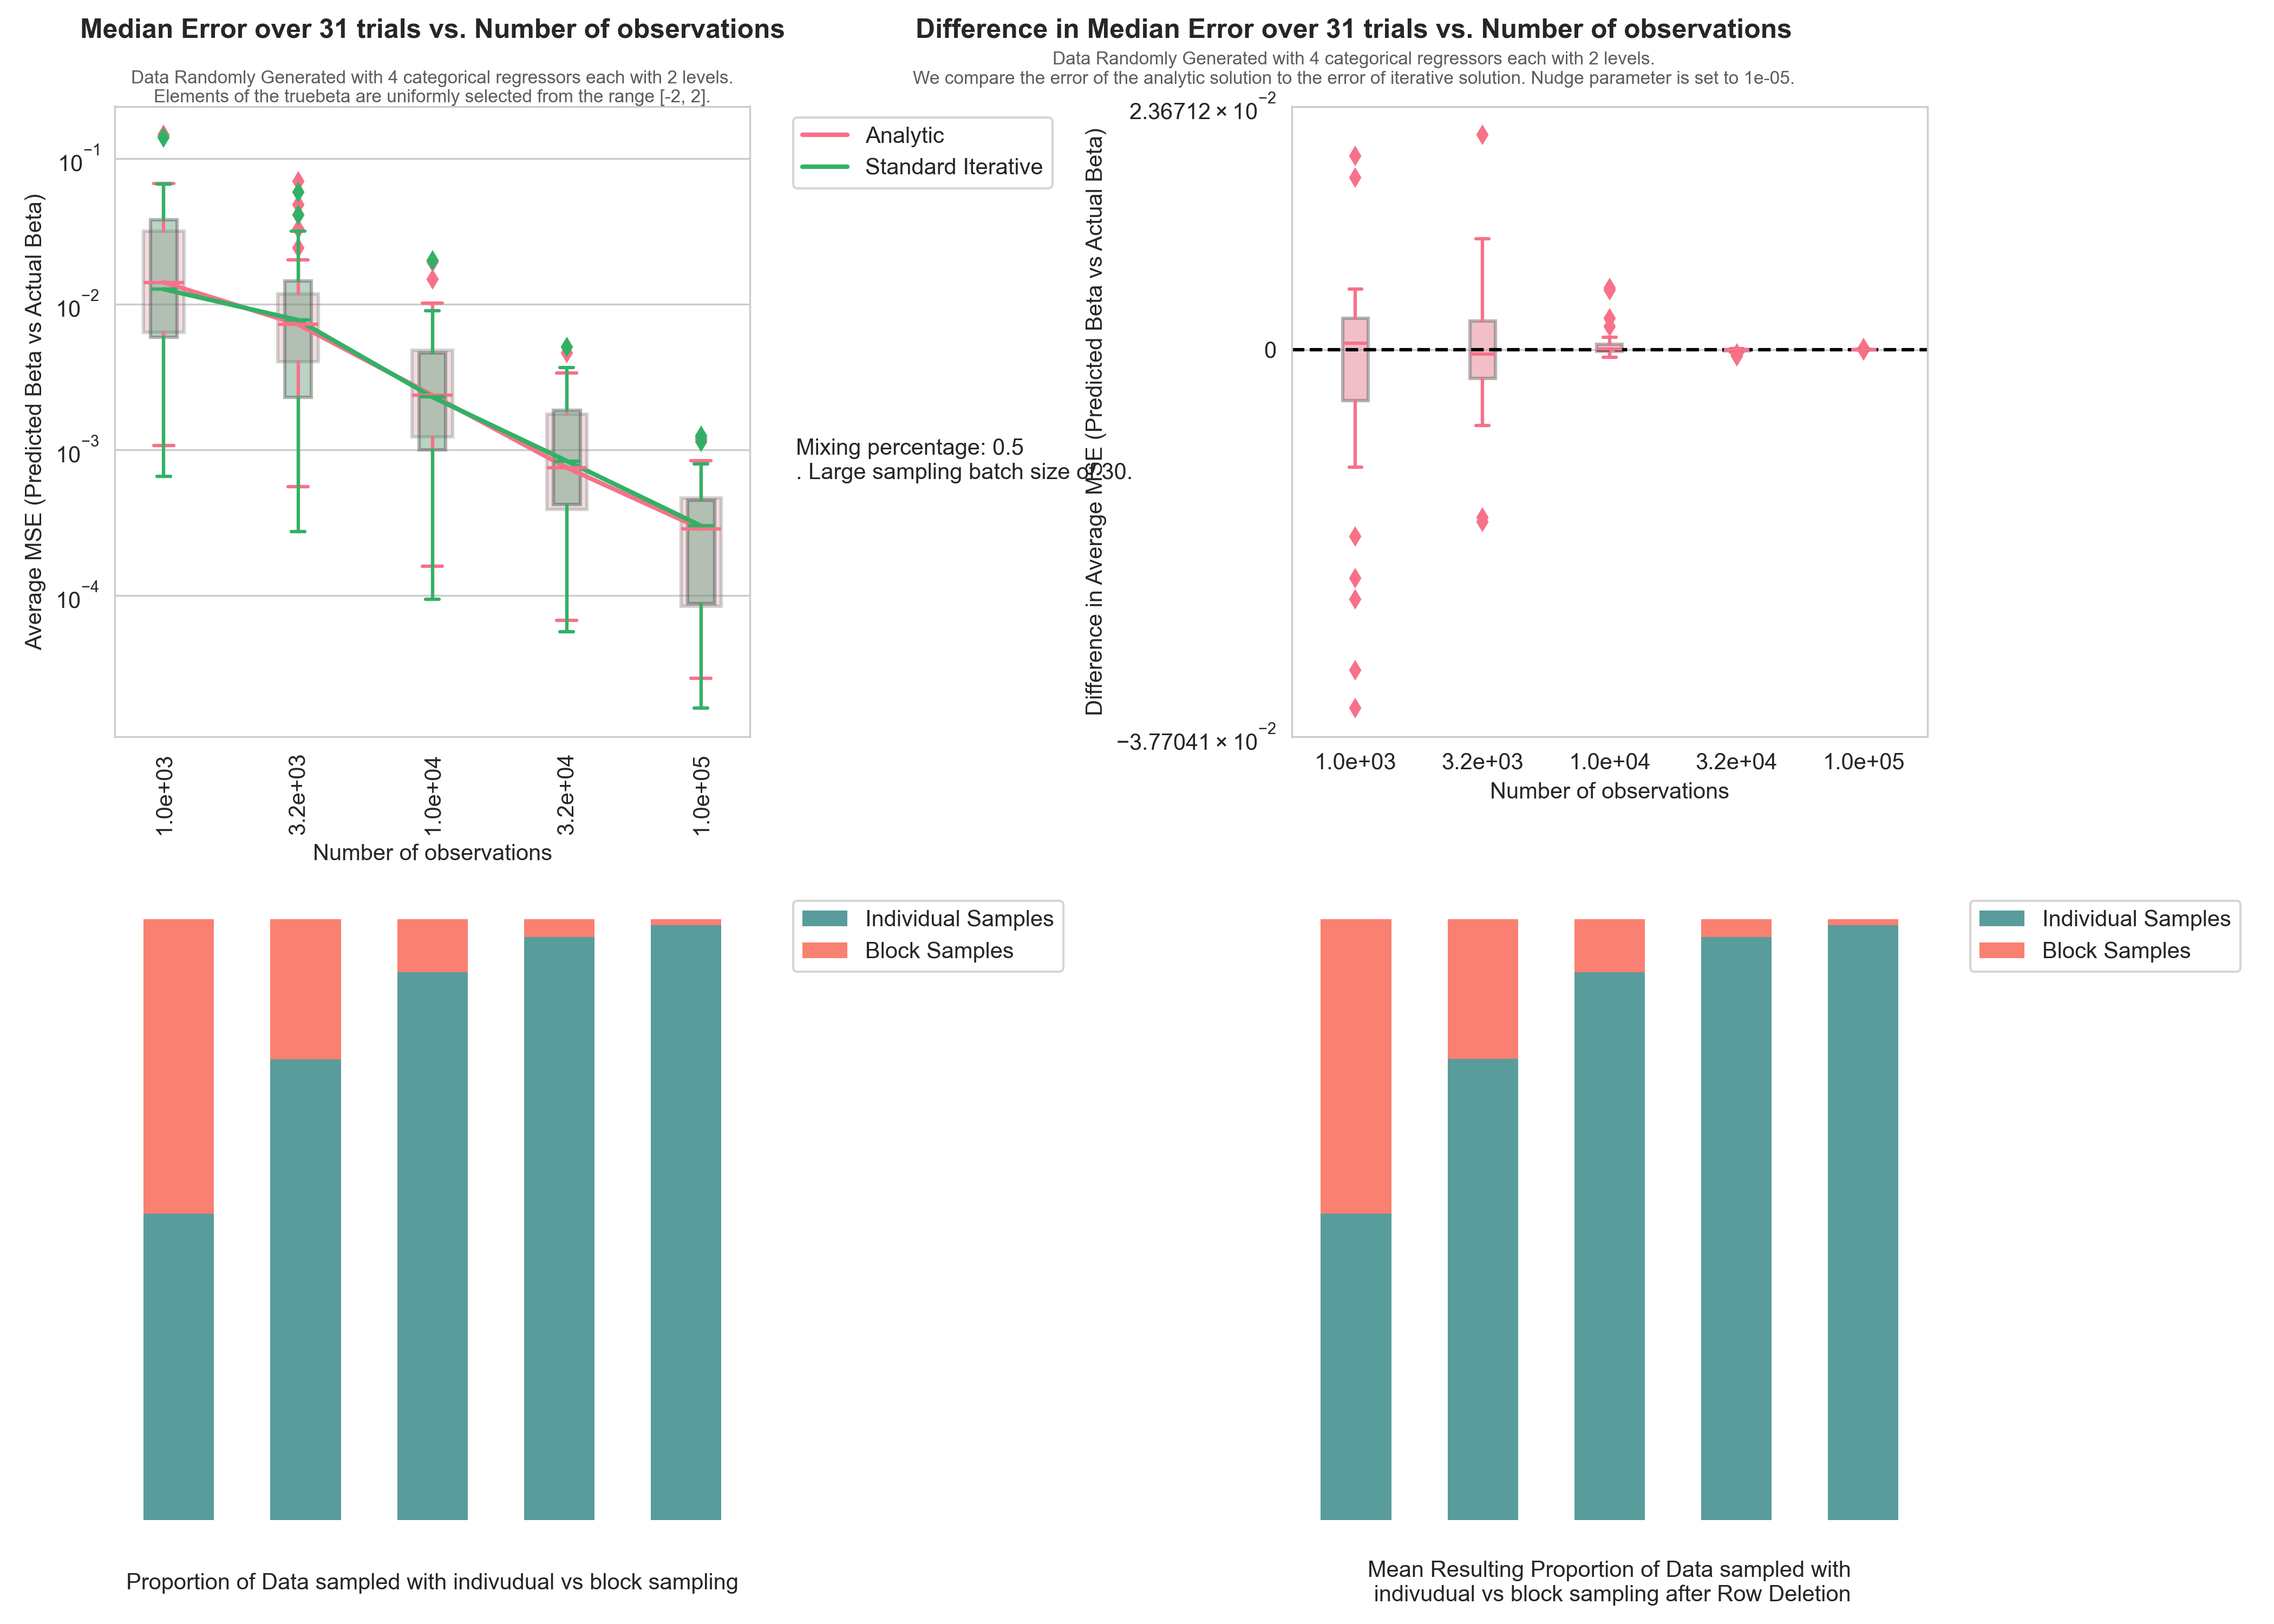 Median Error over 31 trials vs. Number of observations
Data Randomly Generated with 4 categorical regressors each with 2 levels.
Elements of the truebeta are uniformly selected from the range [-2, 2].
Average MSE (Predicted Beta vs Actual Beta)
10⁻¹
10⁻²
10⁻³
10⁻⁴
1.0e+03
3.2e+03
1.0e+04
3.2e+04
1.0e+05
Number of observations
Analytic
Standard Iterative
Mixing percentage: 0.5
. Large sampling batch size of 30.
Difference in Median Error over 31 trials vs. Number of observations
Data Randomly Generated with 4 categorical regressors each with 2 levels.
We compare the error of the analytic solution to the error of iterative solution. Nudge parameter is set to 1e-05.
Difference in Average MSE (Predicted Beta vs Actual Beta)
2.36712 × 10⁻²
0
−3.77041 × 10⁻²
1.0e+03 3.2e+03 1.0e+04 3.2e+04 1.0e+05
Number of observations
Individual Samples
Block Samples
Proportion of Data sampled with indivudual vs block sampling
Individual Samples
Block Samples
Mean Resulting Proportion of Data sampled with
indivudual vs block sampling after Row Deletion